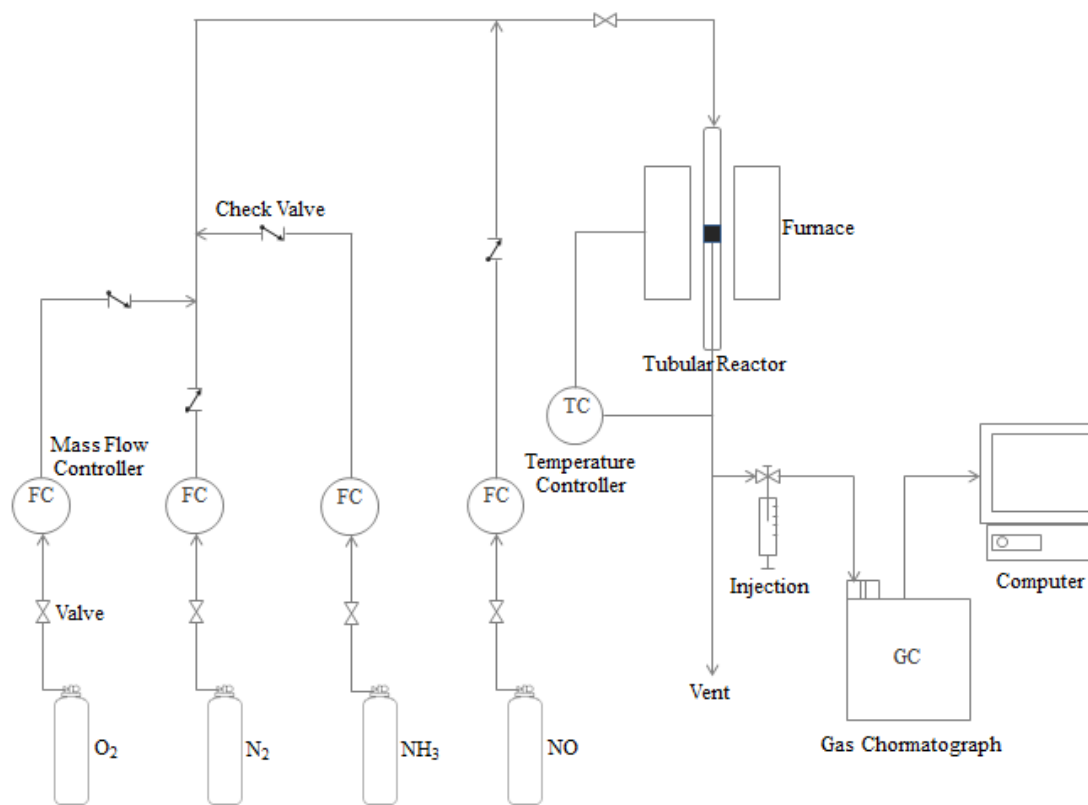 Check Valve
Furnace
Tubular Reactor
TC
Mass Flow
Controller
Temperature
Controller
FC
FC
FC
FC
Injection
Computer
Valve
GC
Vent
O₂
N₂
NH₃
NO
Gas Chormatograph